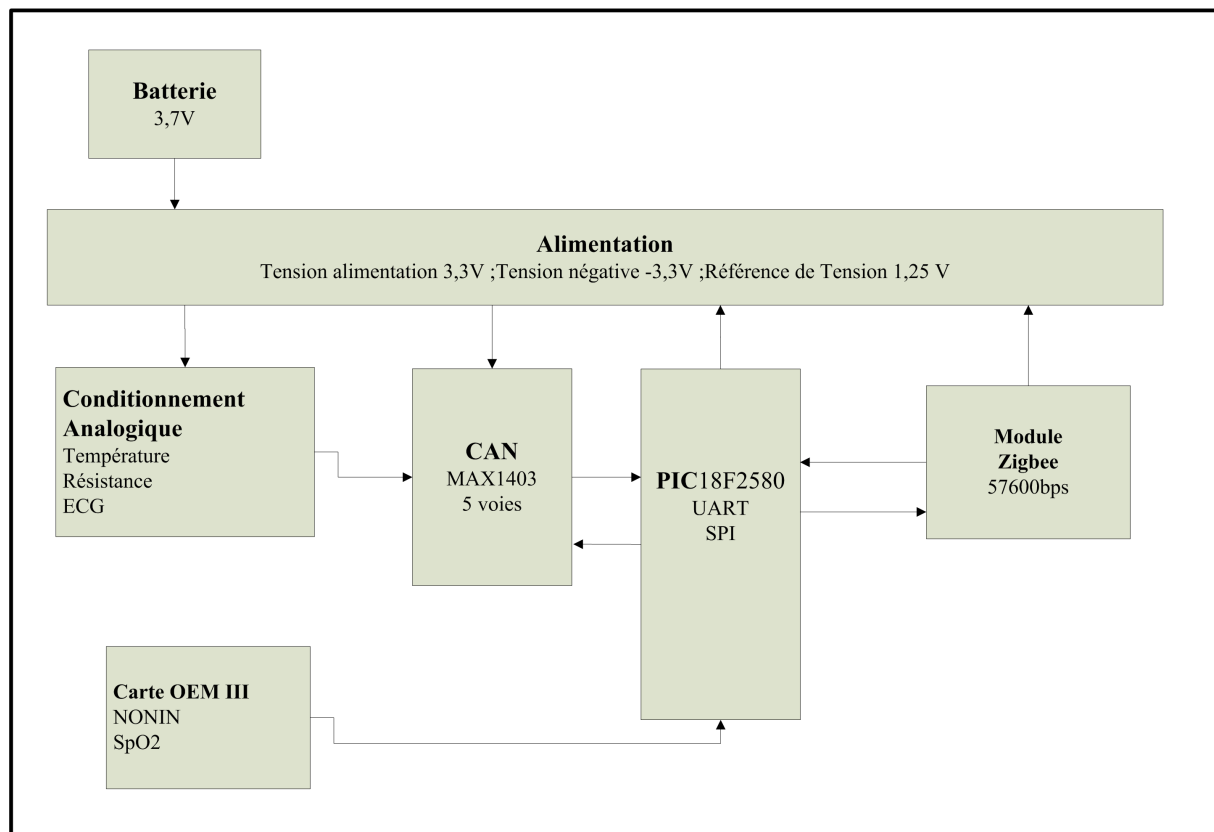 Batterie
3,7V
Alimentation
Tension alimentation 3,3V ;Tension négative -3,3V ;Référence de Tension 1,25 V
Conditionnement
Analogique
Température
Résistance
ECG
CAN
MAX1403
5 voies
PIC18F2580
UART
SPI
Module
Zigbee
57600bps
Carte OEM III
NONIN
SpO2